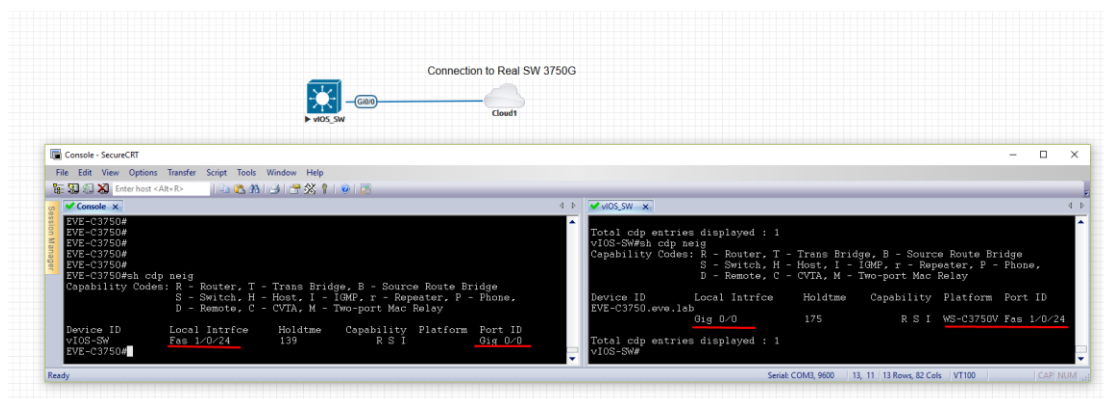 Connection to Real SW 3750G
Gi0/0
vIOS_SW
Cloud1
Console - SecureCRT
File Edit View Options Transfer Script Tools Window Help
Enter host <Alt+R>
Session Manager
Console
EVE-C3750#
EVE-C3750#
EVE-C3750#
EVE-C3750#
EVE-C3750#
EVE-C3750#sh cdp neig
Capability Codes: R - Router, T - Trans Bridge, B - Source Route Bridge
S - Switch, H - Host, I - IGMP, r - Repeater, P - Phone,
D - Remote, C - CVTA, M - Two-port Mac Relay
Device ID Local Intrfce Holdtme Capability Platform Port ID
vIOS-SW Fas 1/0/24 139 R S I Gig 0/0
EVE-C3750#
vIOS_SW
Total cdp entries displayed : 1
vIOS-SW#sh cdp neig
Capability Codes: R - Router, T - Trans Bridge, B - Source Route Bridge
S - Switch, H - Host, I - IGMP, r - Repeater, P - Phone,
D - Remote, C - CVTA, M - Two-port Mac Relay
Device ID Local Intrfce Holdtme Capability Platform Port ID
EVE-C3750.eve.lab
Gig 0/0 175 R S I WS-C3750V Fas 1/0/24
Total cdp entries displayed : 1
vIOS-SW#
Ready
Serial: COM3, 9600 13, 11 13 Rows, 82 Cols VT100 CAP NUM